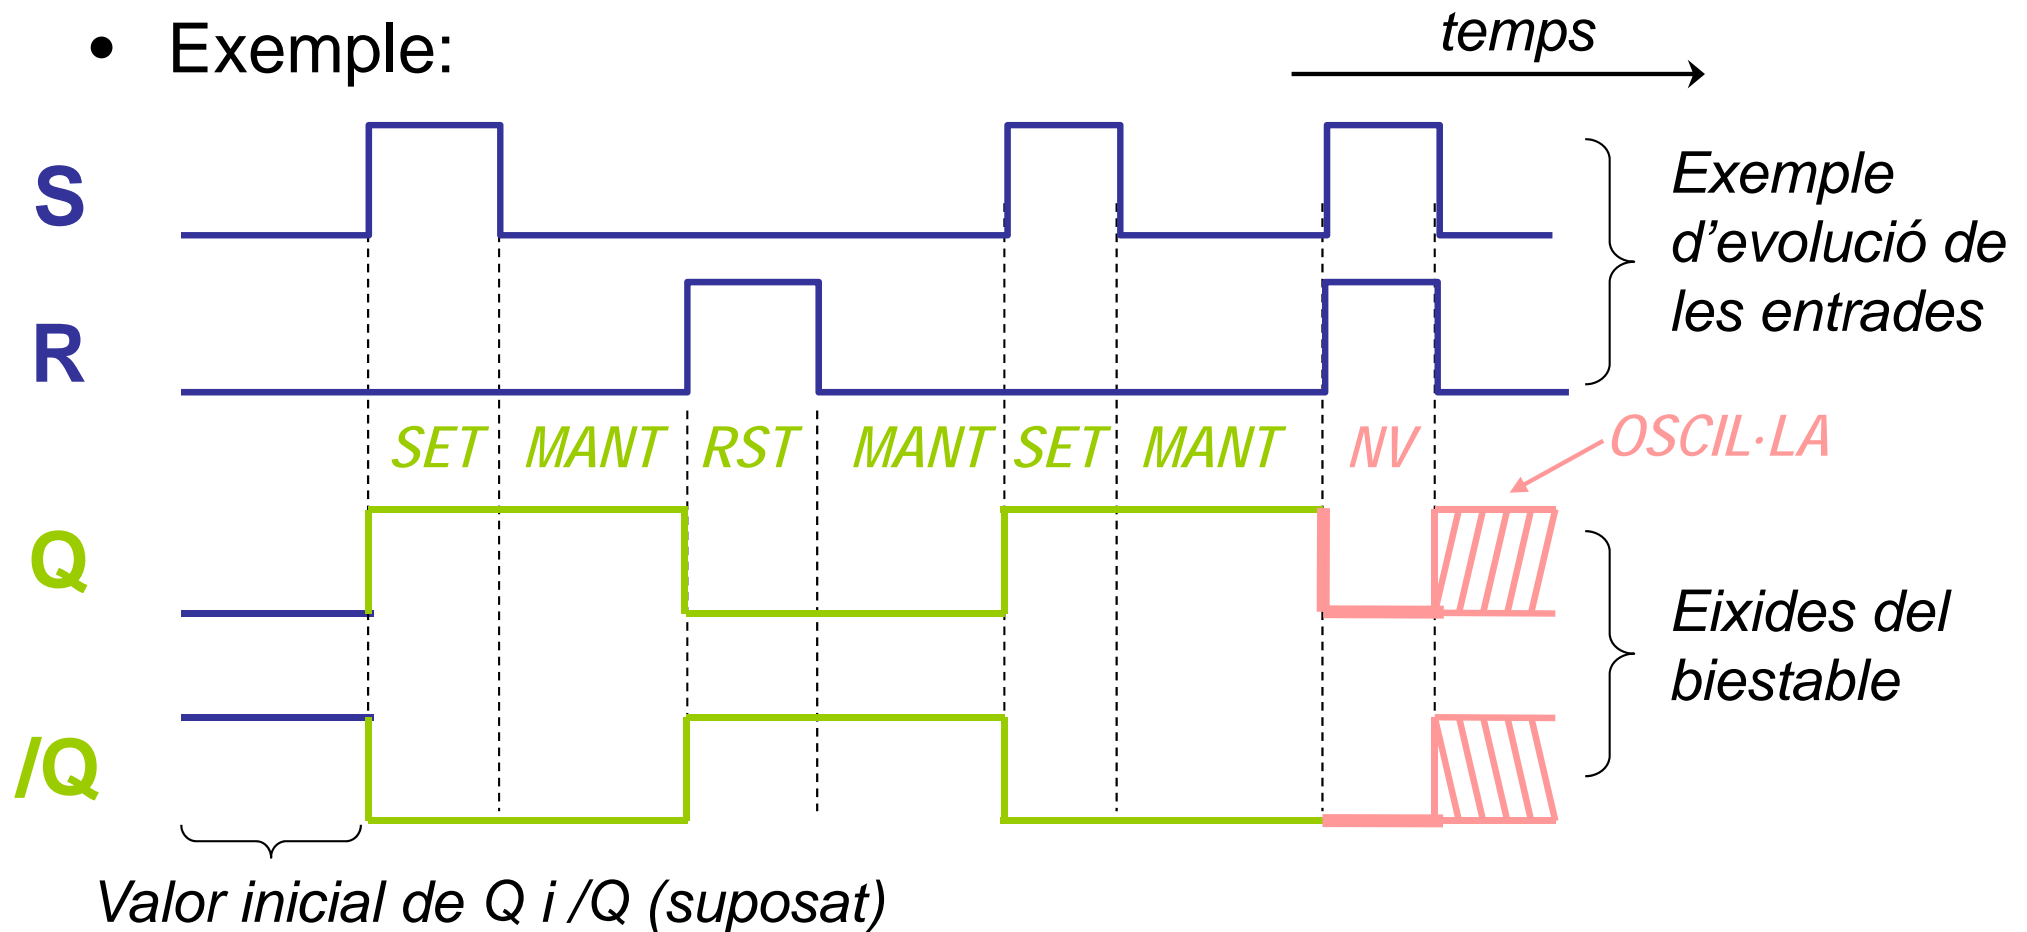 • Exemple:
temps
S
Exemple
d’evolució de
les entrades
R
SET MANT RST MANT SET MANT NV OSCIL·LA
Q
Eixides del
biestable
/Q
Valor inicial de Q i /Q (suposat)